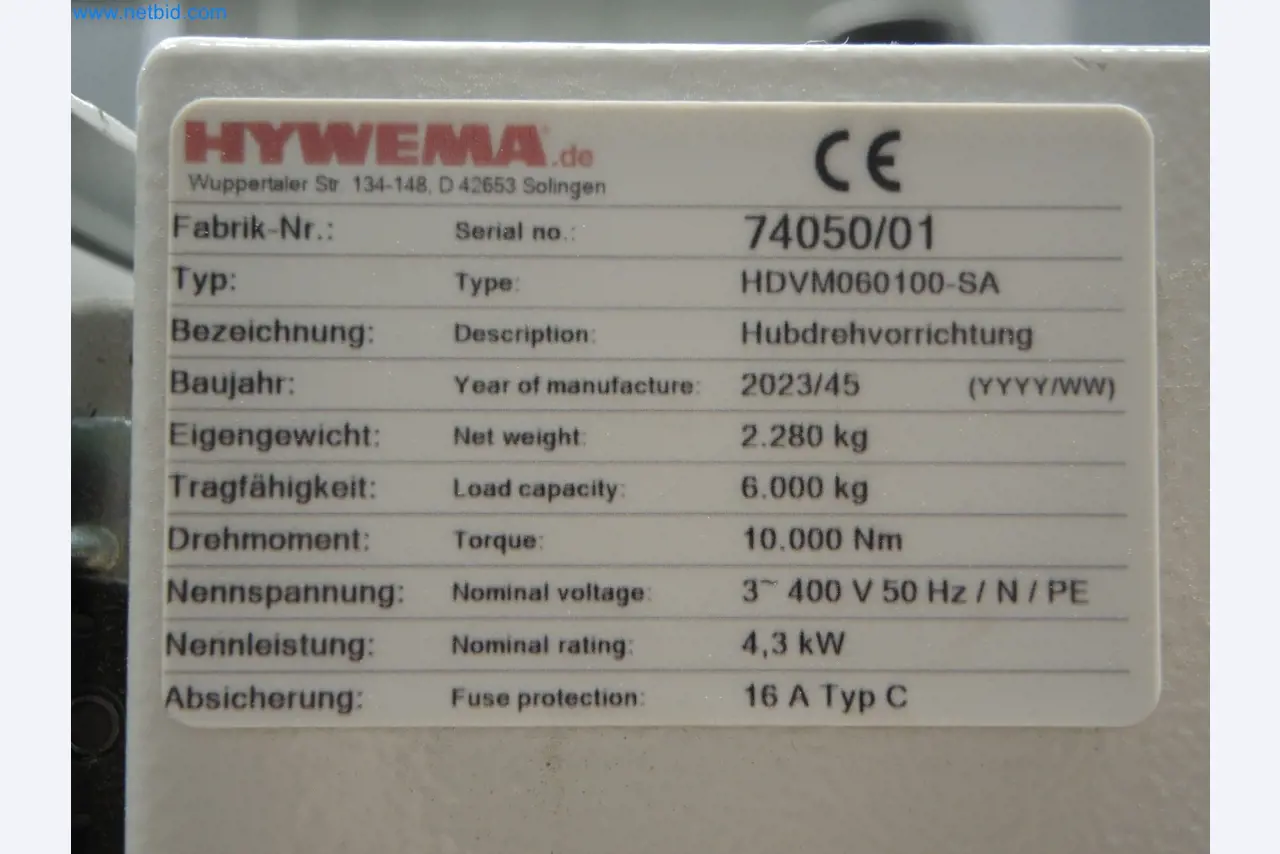 www.netbid.com
HYWEMA.de
CE
Wuppertaler Str 134-148, D 42653 Solingen
Fabrik-Nr.: Serial no.: 74050/01
Typ: Type: HDVM060100-SA
Bezeichnung: Description: Hubdrehvorrichtung
Baujahr: Year of manufacture: 2023/45 (YYYY/WW)
Eigengewicht: Net weight: 2.280 kg
Tragfähigkeit: Load capacity: 6.000 kg
Drehmoment: Torque: 10.000 Nm
Nennspannung: Nominal voltage: 3~ 400 V 50 Hz / N / PE
Nennleistung: Nominal rating: 4,3 kW
Absicherung: Fuse protection: 16 A Typ C